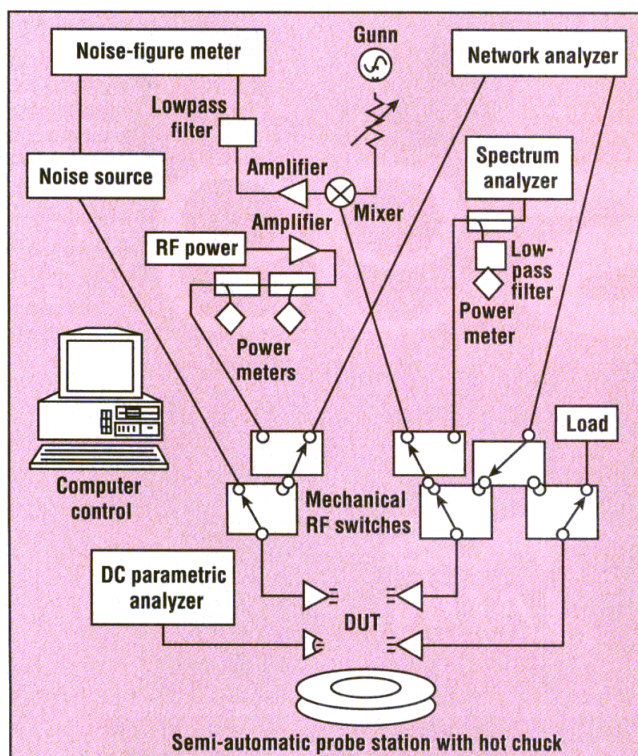 Gunn
Noise-figure meter
Network analyzer
Lowpass
filter
Noise source
Amplifier
Mixer
Spectrum
analyzer
Amplifier
RF power
Low-
pass
filter
Power
meter
Power
meters
Load
Computer
control
Mechanical
RF switches
DC parametric
analyzer
DUT
Semi-automatic probe station with hot chuck